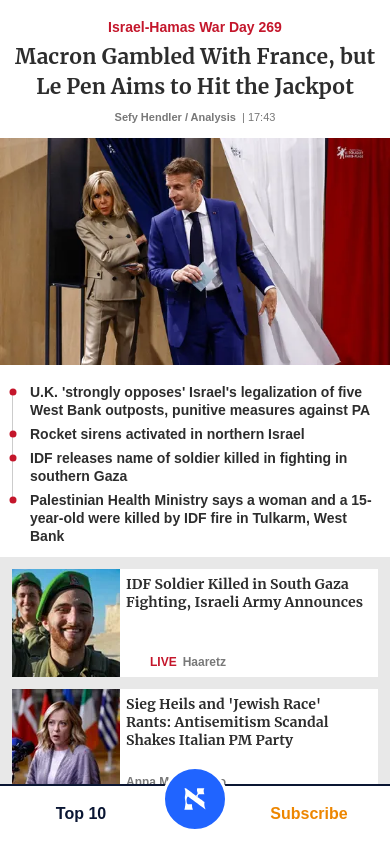 Israel-Hamas War Day 269
Macron Gambled With France, but
Le Pen Aims to Hit the Jackpot
Sefy Hendler / Analysis | 17:43
U.K. 'strongly opposes' Israel's legalization of five
West Bank outposts, punitive measures against PA
Rocket sirens activated in northern Israel
IDF releases name of soldier killed in fighting in
southern Gaza
Palestinian Health Ministry says a woman and a 15-
year-old were killed by IDF fire in Tulkarm, West
Bank
IDF Soldier Killed in South Gaza
Fighting, Israeli Army Announces
LIVE Haaretz
Sieg Heils and 'Jewish Race'
Rants: Antisemitism Scandal
Shakes Italian PM Party
Anna
Top 10
Subscribe